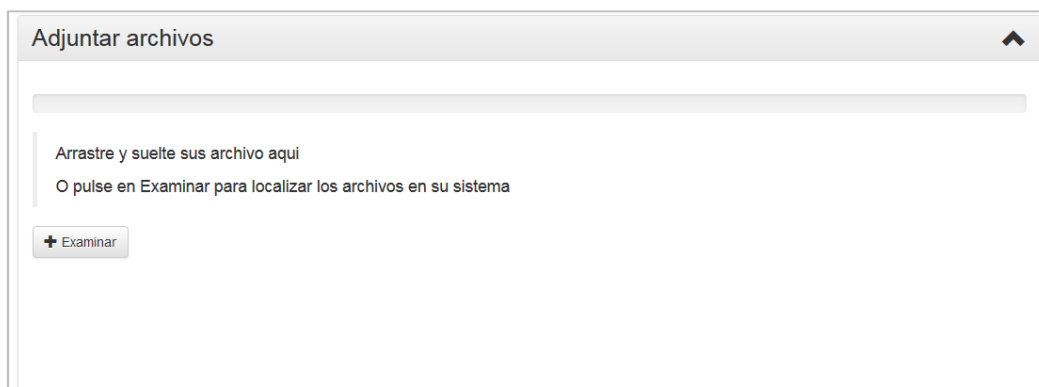 Adjuntar archivos
Arrastre y suelte sus archivo aqui
O pulse en Examinar para localizar los archivos en su sistema
Examinar